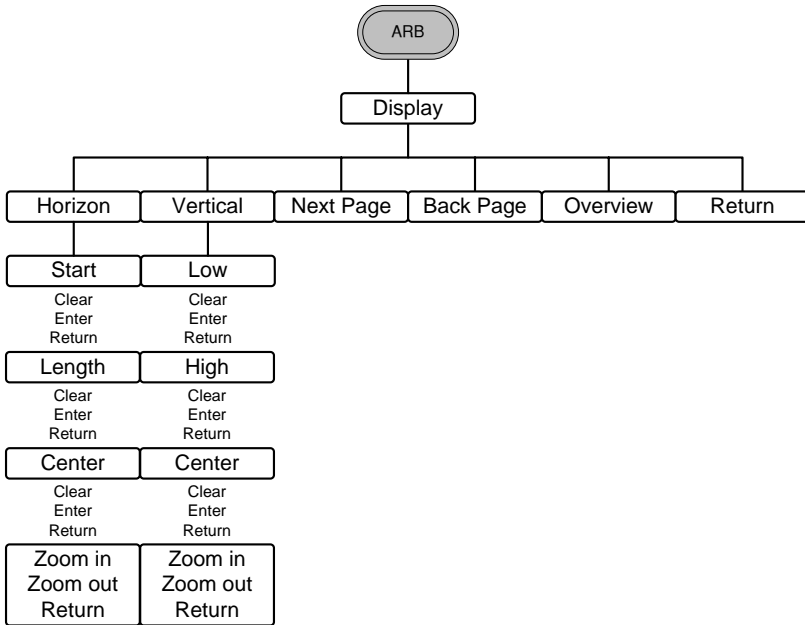 ARB
Display
Horizon Vertical Next Page Back Page Overview Return
Start Low
Clear Clear
Enter Enter
Return Return
Length High
Clear Clear
Enter Enter
Return Return
Center Center
Clear Clear
Enter Enter
Return Return
Zoom in Zoom in
Zoom out Zoom out
Return Return